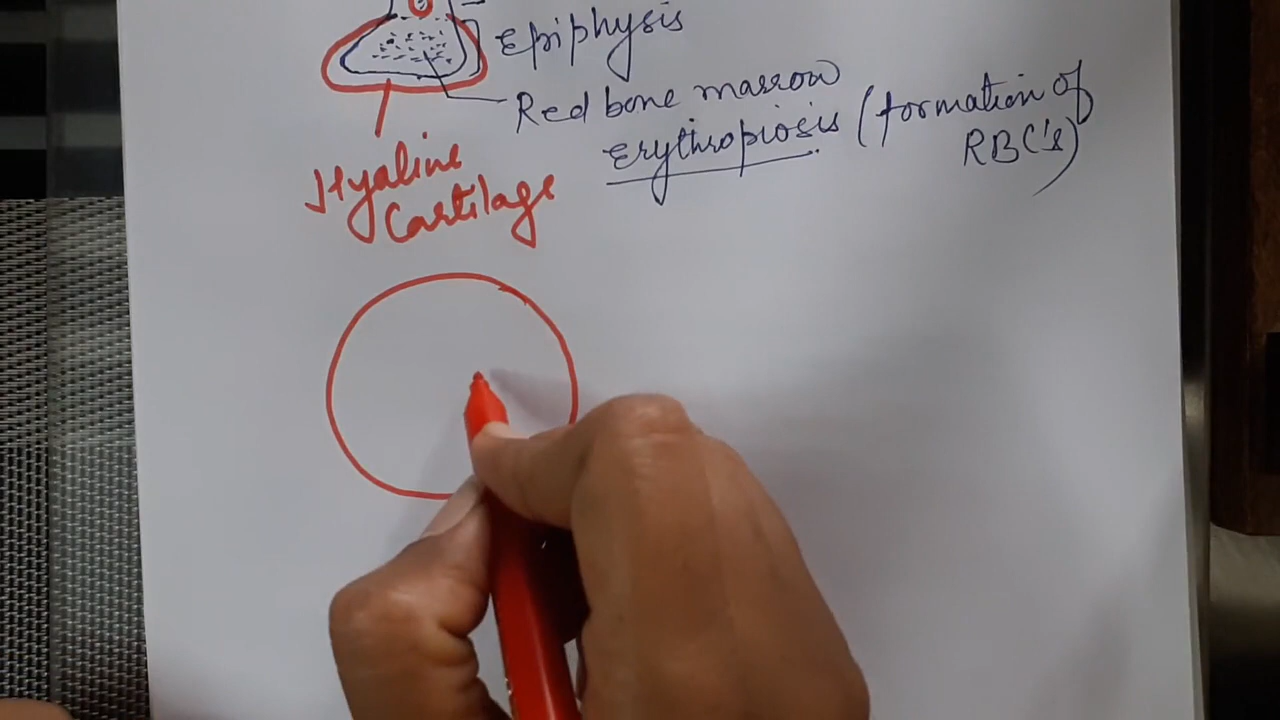 Epiphysis
Red bone marrow
Erythropiosis (formation of
RBC's)
Hyaline
Cartilage